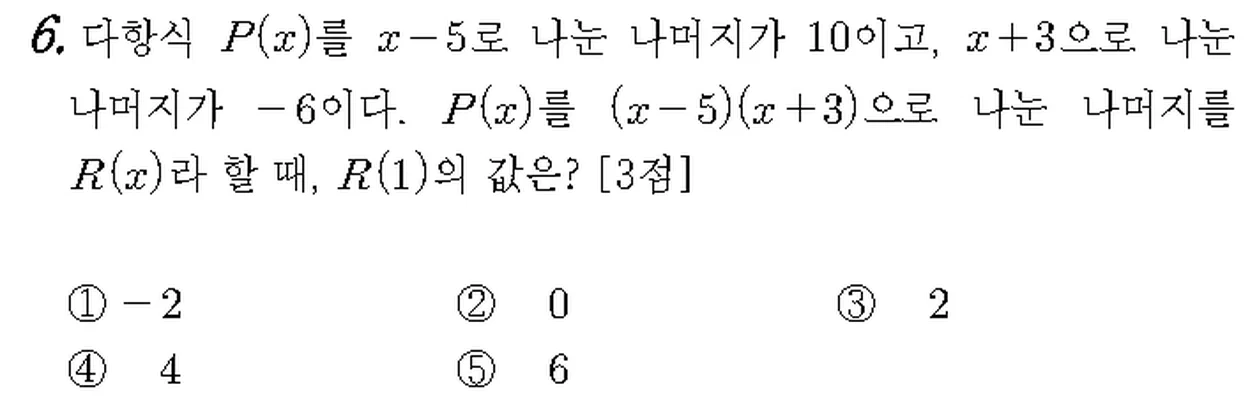 6. 다항식 P(x)를 x-5로 나눈 나머지가 10이고, x+3으로 나눈
나머지가 -6이다. P(x)를 (x-5)(x+3)으로 나눈 나머지를
R(x)라 할 때, R(1)의 값은? [3점]
① -2 ② 0 ③ 2
④ 4 ⑤ 6